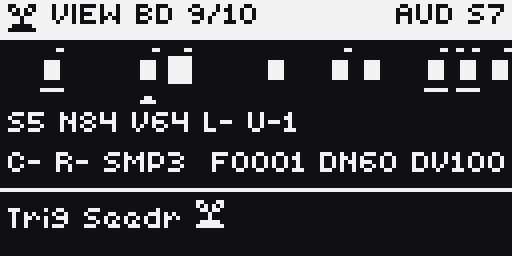 VIEW BD 9/10 AUD S7
S5 N84 V64 L- U-1
C- R- SMP3 F0001 DN60 DV100
Trig Seedr